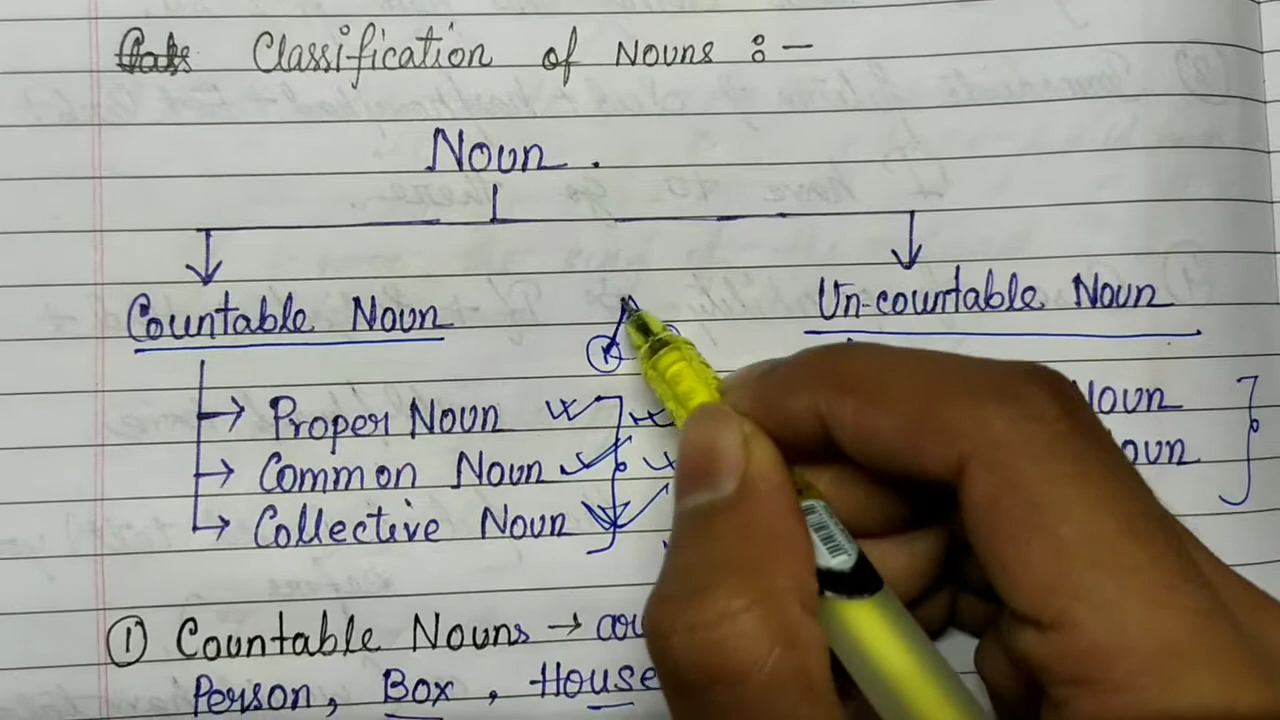 Classification of Nouns :-
Noun.
Countable Noun
Un-countable Noun
→ Proper Noun
Noun
→ Common Noun
→ Collective Noun
① Countable Nouns →
Person, Box, House